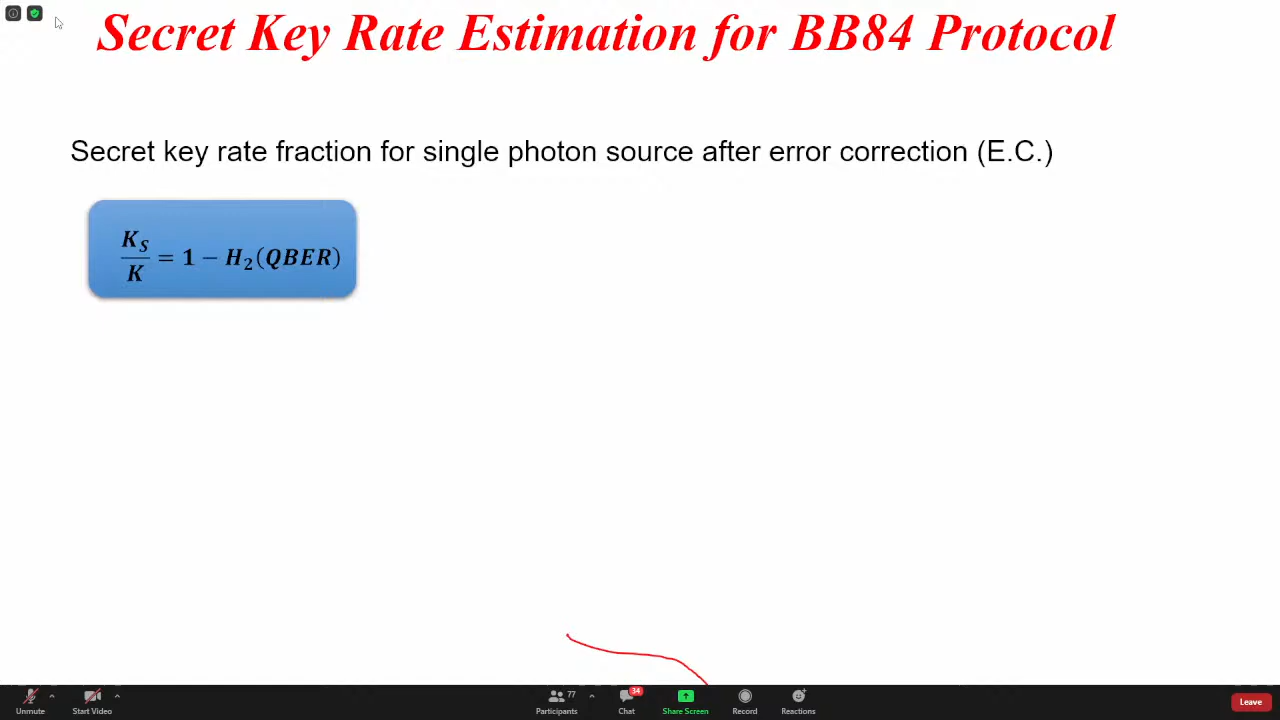 Secret Key Rate Estimation for BB84 Protocol
Secret key rate fraction for single photon source after error correction (E.C.)
K_S/K = 1 − H_2(QBER)
77
34
Unmute
Start Video
Participants
Chat
Share Screen
Record
Reactions
Leave